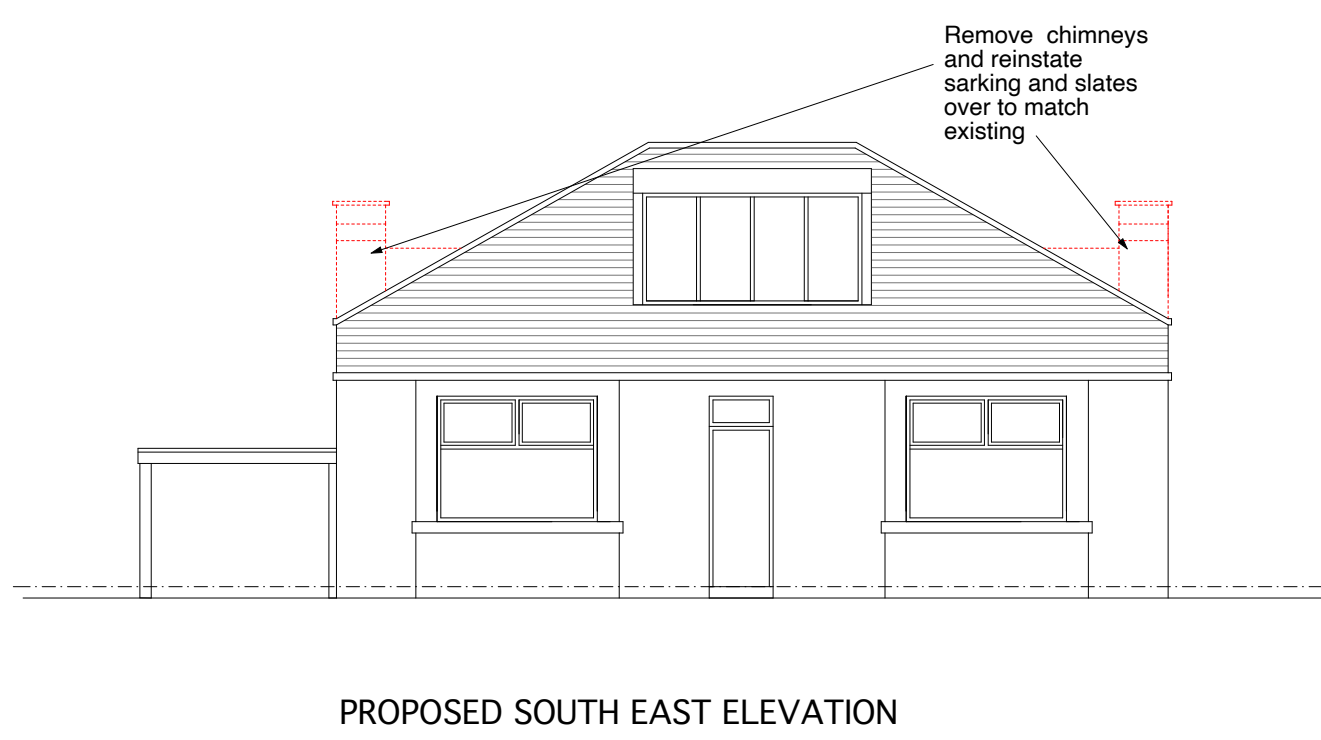 Remove chimneys
and reinstate
sarking and slates
over to match
existing
PROPOSED SOUTH EAST ELEVATION